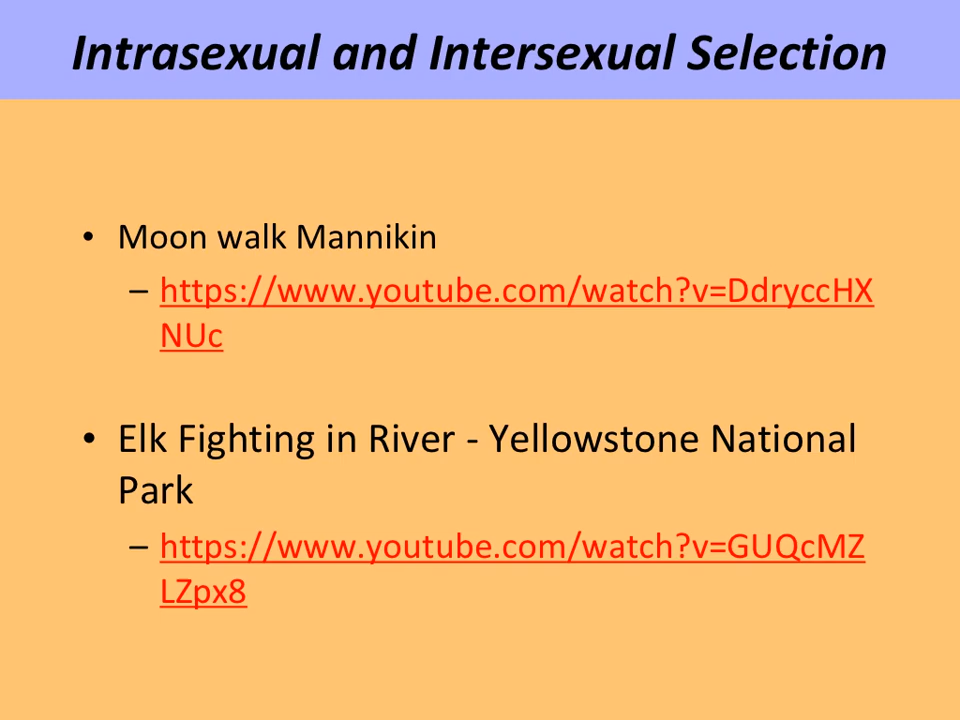 Intrasexual and Intersexual Selection
• Moon walk Mannikin
–https://www.youtube.com/watch?v=DdryccHX
NUc
• Elk Fighting in River - Yellowstone National
Park
–https://www.youtube.com/watch?v=GUQcMZ
LZpx8